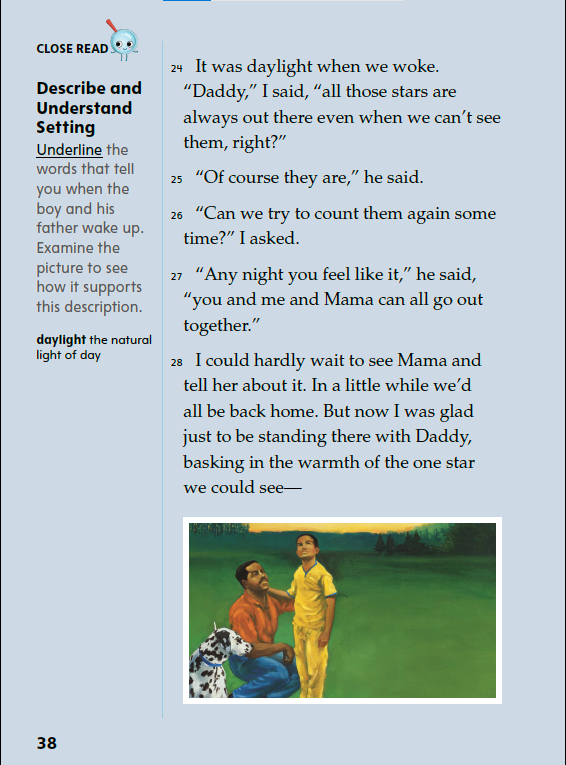 CLOSE READ
Describe and
Understand
Setting
Underline the
words that tell
you when the
boy and his
father wake up.
Examine the
picture to see
how it supports
this description.
daylight the natural
light of day
24 It was daylight when we woke.
“Daddy,” I said, “all those stars are
always out there even when we can’t see
them, right?”
25 “Of course they are,” he said.
26 “Can we try to count them again some
time?” I asked.
27 “Any night you feel like it,” he said,
“you and me and Mama can all go out
together.”
28 I could hardly wait to see Mama and
tell her about it. In a little while we’d
all be back home. But now I was glad
just to be standing there with Daddy,
basking in the warmth of the one star
we could see—
38